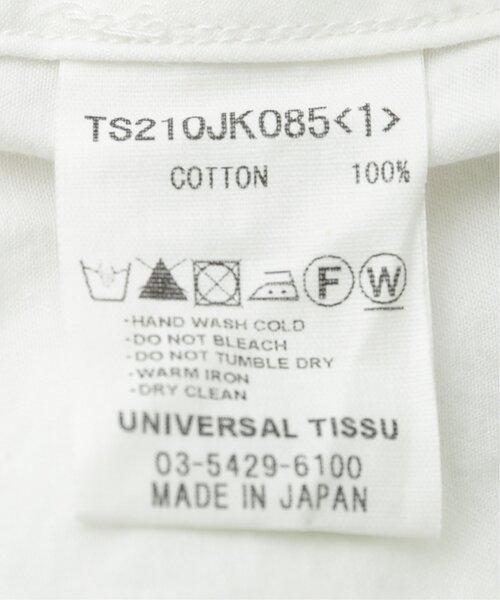 TS210JK085<1>
COTTON 100%
F W
-HAND WASH COLD
-DO NOT BLEACH
-DO NOT TUMBLE DRY
-WARM IRON
-DRY CLEAN
UNIVERSAL TISSU
03-5429-6100
MADE IN JAPAN